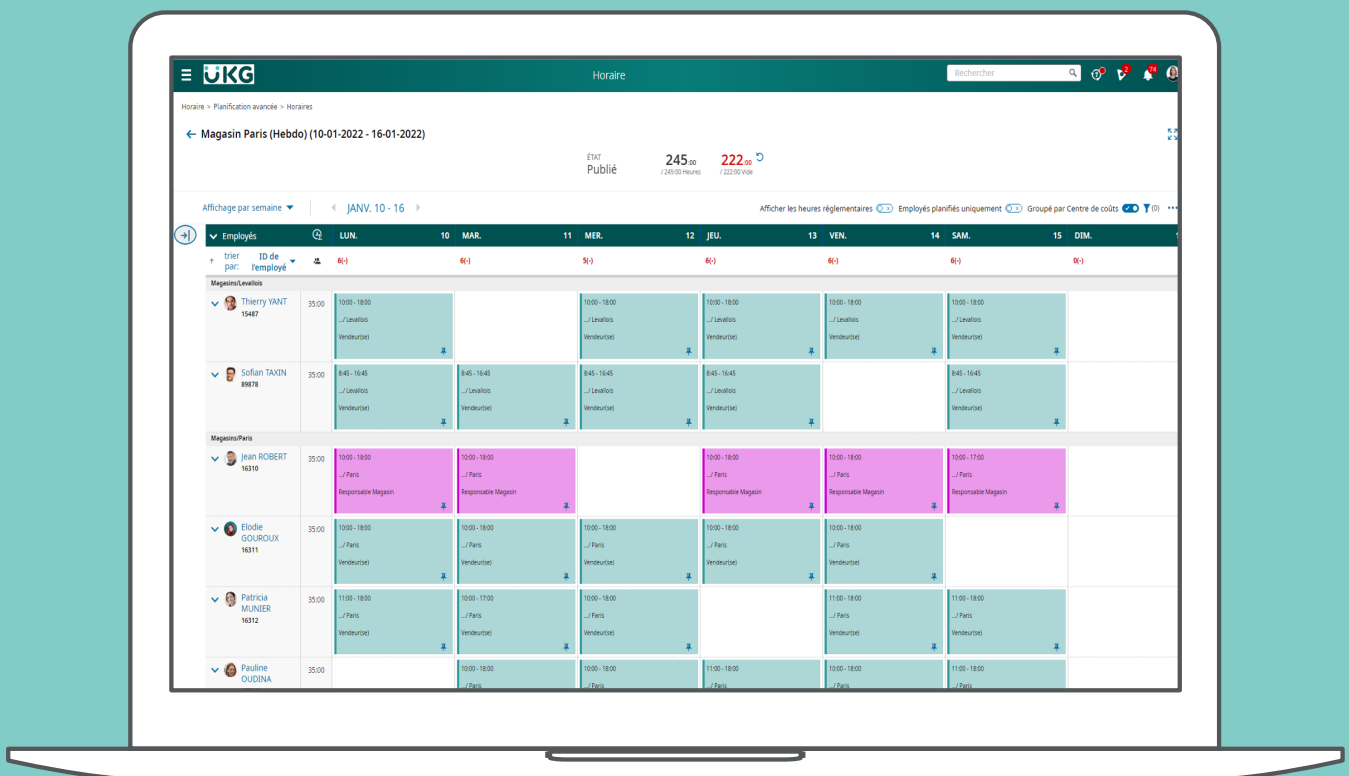 UKG
Horaire
Rechercher
2
74
Horaire > Planification avancée > Horaires
Magasin Paris (Hebdo) (10-01-2022 - 16-01-2022)
ÉTAT
Publié
245:00
/ 245:00 Heures
222:00
/ 222:00 Vide
Affichage par semaine
JANV. 10 - 16
Afficher les heures réglementaires
Employés planifiés uniquement
Groupé par Centre de coûts
(0)
Employés LUN. 10 MAR. 11 MER. 12 JEU. 13 VEN. 14 SAM. 15 DIM.
trier par: ID de l'employé 6(-) 6(-) 5(-) 6(-) 6(-) 6(-) 0(-)
Magasins/Levallois
Thierry YANT 35:00 10:00 - 18:00 10:00 - 18:00 10:00 - 18:00 10:00 - 18:00 10:00 - 18:00
15487 .../ Levallois .../ Levallois .../ Levallois .../ Levallois .../ Levallois
Vendeur(se) Vendeur(se) Vendeur(se) Vendeur(se) Vendeur(se)
Sofian TAXIN 35:00 8:45 - 16:45 8:45 - 16:45 8:45 - 16:45 8:45 - 16:45 8:45 - 16:45
89878 .../ Levallois .../ Levallois .../ Levallois .../ Levallois .../ Levallois
Vendeur(se) Vendeur(se) Vendeur(se) Vendeur(se) Vendeur(se)
Magasins/Paris
Jean ROBERT 35:00 10:00 - 18:00 10:00 - 18:00 10:00 - 18:00 10:00 - 18:00 10:00 - 17:00
16310 .../ Paris .../ Paris .../ Paris .../ Paris .../ Paris
Responsable Magasin Responsable Magasin Responsable Magasin Responsable Magasin Responsable Magasin
Elodie 35:00 10:00 - 18:00 10:00 - 18:00 10:00 - 18:00 10:00 - 18:00 10:00 - 18:00
GOUROUX .../ Paris .../ Paris .../ Paris .../ Paris .../ Paris
16311 Vendeur(se) Vendeur(se) Vendeur(se) Vendeur(se) Vendeur(se)
Patricia 35:00 11:00 - 18:00 10:00 - 17:00 10:00 - 18:00 11:00 - 18:00 11:00 - 18:00
MUNIER .../ Paris .../ Paris .../ Paris .../ Paris .../ Paris
16312 Vendeur(se) Vendeur(se) Vendeur(se) Vendeur(se) Vendeur(se)
Pauline 35:00 10:00 - 18:00 10:00 - 18:00 11:00 - 18:00 10:00 - 18:00 11:00 - 18:00
OUDINA .../ Paris .../ Paris .../ Paris .../ Paris .../ Paris